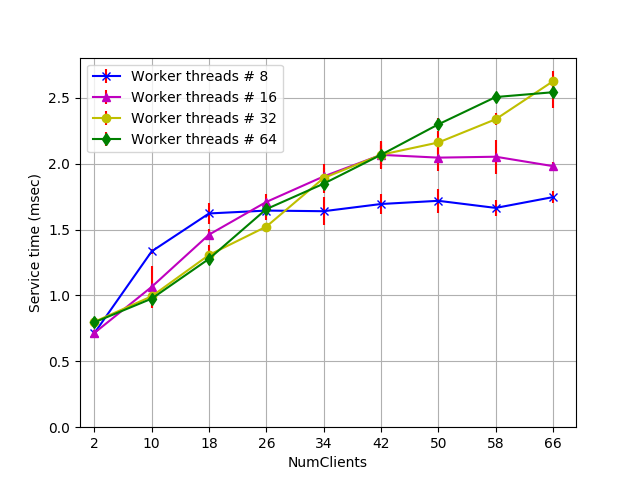 Worker threads # 8
Worker threads # 16
Worker threads # 32
Worker threads # 64
Service time (msec)
2.5
2.0
1.5
1.0
0.5
0.0
2 10 18 26 34 42 50 58 66
NumClients